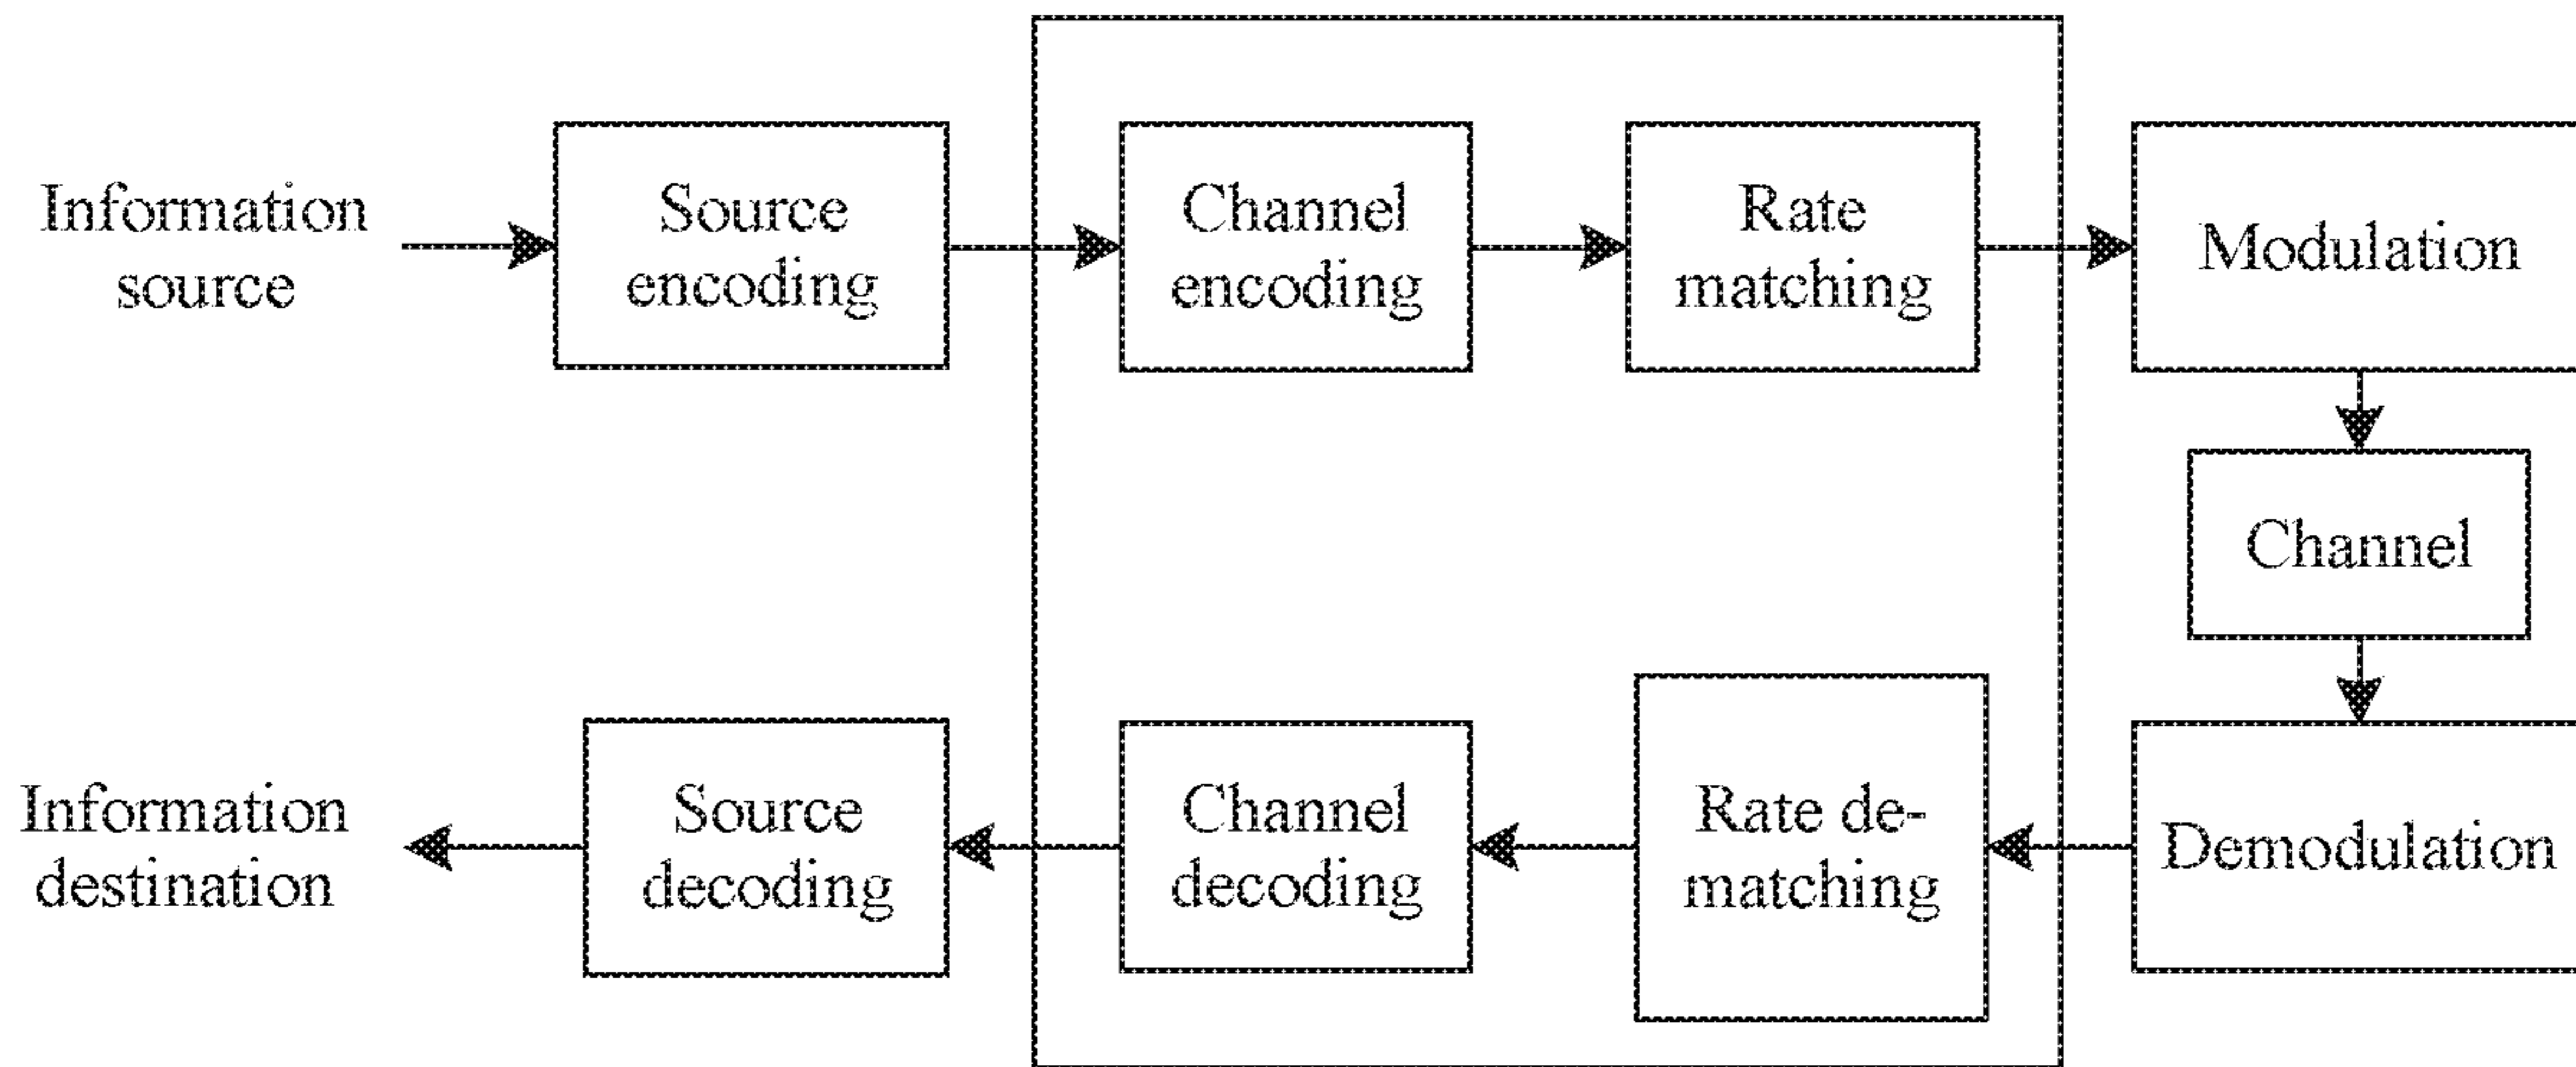 Information
source
Source
encoding
Channel
encoding
Rate
matching
Modulation
Channel
Information
destination
Source
decoding
Channel
decoding
Rate de-
matching
Demodulation